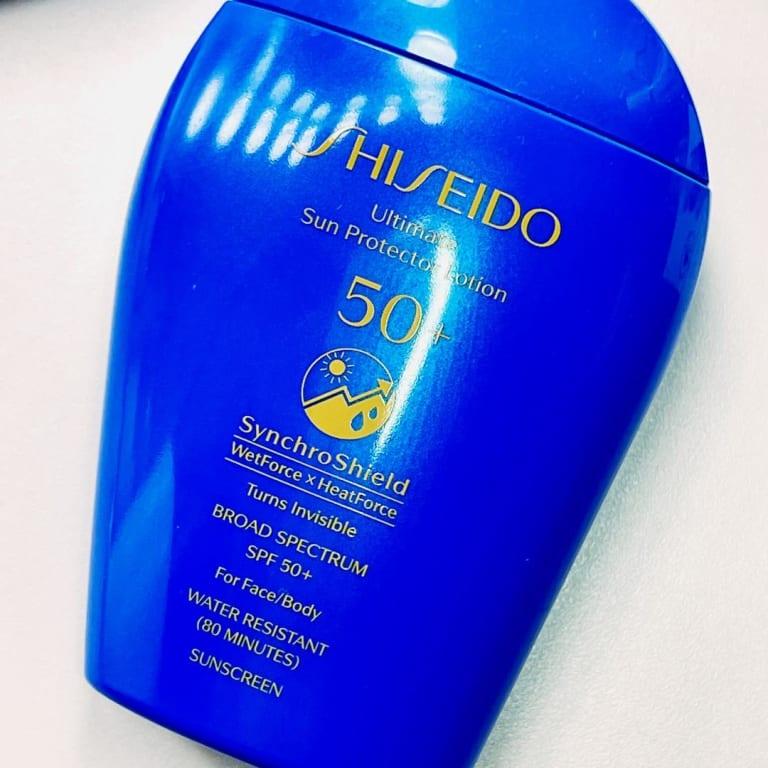 SHISEIDO
Ultimate
Sun Protector Lotion
50+
SynchroShield
WetForce x HeatForce
Turns Invisible
BROAD SPECTRUM
SPF 50+
For Face/Body
WATER RESISTANT
(80 MINUTES)
SUNSCREEN